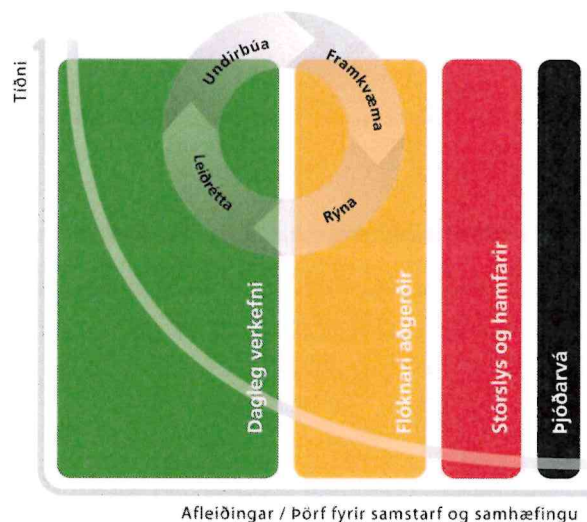 Tíðni
Undirbúa
Framkvæma
Rýna
Leiðrétta
Dagleg verkefni
Flóknari aðgerðir
Stórslys og hamfarir
Þjóðarvá
Afleiðingar / Þörf fyrir samstarf og samhæfingu